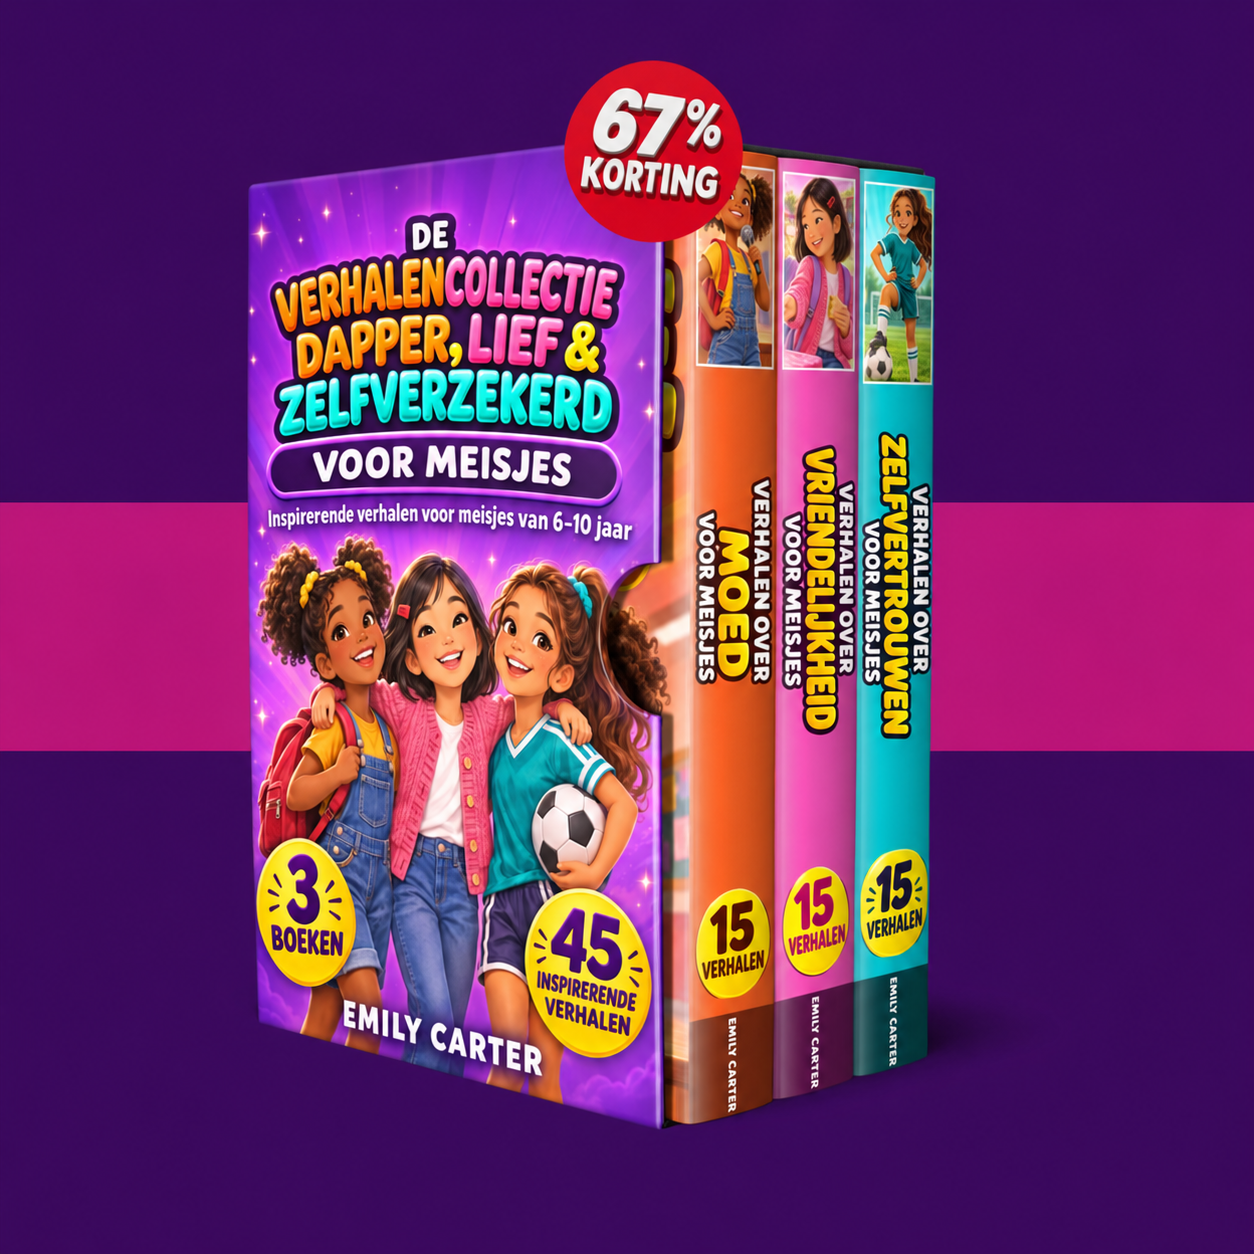 67%
KORTING
DE
VERHALENCOLLECTIE
DAPPER, LIEF &
ZELFVERZEKERD
VOOR MEISJES
Inspirerende verhalen voor meisjes van 6-10 jaar
3
BOEKEN
45
INSPIRERENDE
VERHALEN
EMILY CARTER
VERHALEN OVER
MOED
VOOR MEISJES
15
VERHALEN
EMILY CARTER
VERHALEN OVER
VRIENDELIJKHEID
VOOR MEISJES
15
VERHALEN
EMILY CARTER
VERHALEN OVER
ZELFVERTROUWEN
VOOR MEISJES
15
VERHALEN
EMILY CARTER